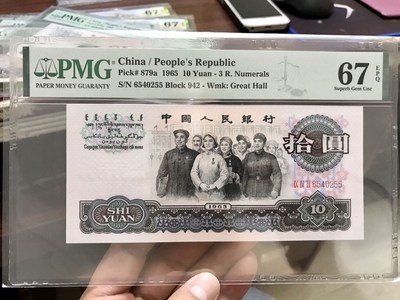 PMG
PAPER MONEY GUARANTY
China / People's Republic
Pick# 879a 1965 10 Yuan - 3 R. Numerals
S/N 6540255 Block 942 - Wmk: Great Hall
67 EPQ
Superb Gem Unc
中国人民银行
拾圆
ⅨⅣⅡ 6540255
SHI YUAN
1965
10